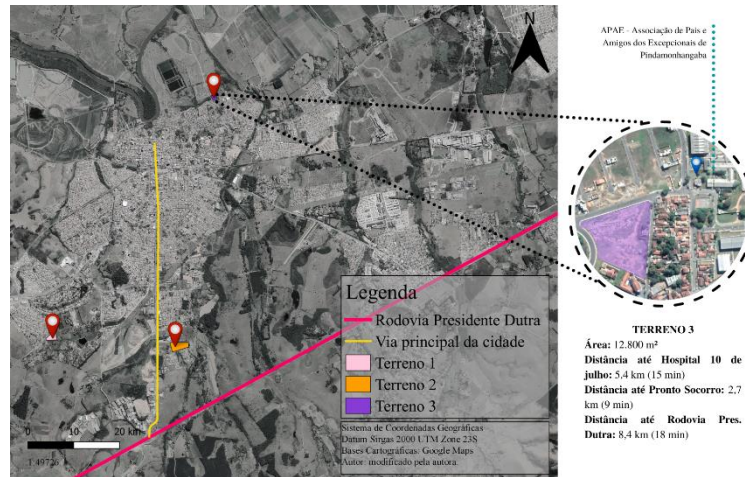 N
Legenda
Rodovia Presidente Dutra
Via principal da cidade
Terreno 1
Terreno 2
Terreno 3
0 10 20 km
1:49726
Sistema de Coordenadas Geográficas
Datum Sirgas 2000 UTM Zone 23S
Bases Cartográficas: Google Maps
Autor: modificado pela autora.
APAE - Associação de Pais e
Amigos dos Excepcionais de
Pindamonhangaba
TERRENO 3
Área: 12.800 m²
Distância até Hospital 10 de
julho: 5,4 km (15 min)
Distância até Pronto Socorro: 2,7
km (9 min)
Distância até Rodovia Pres.
Dutra: 8,4 km (18 min)